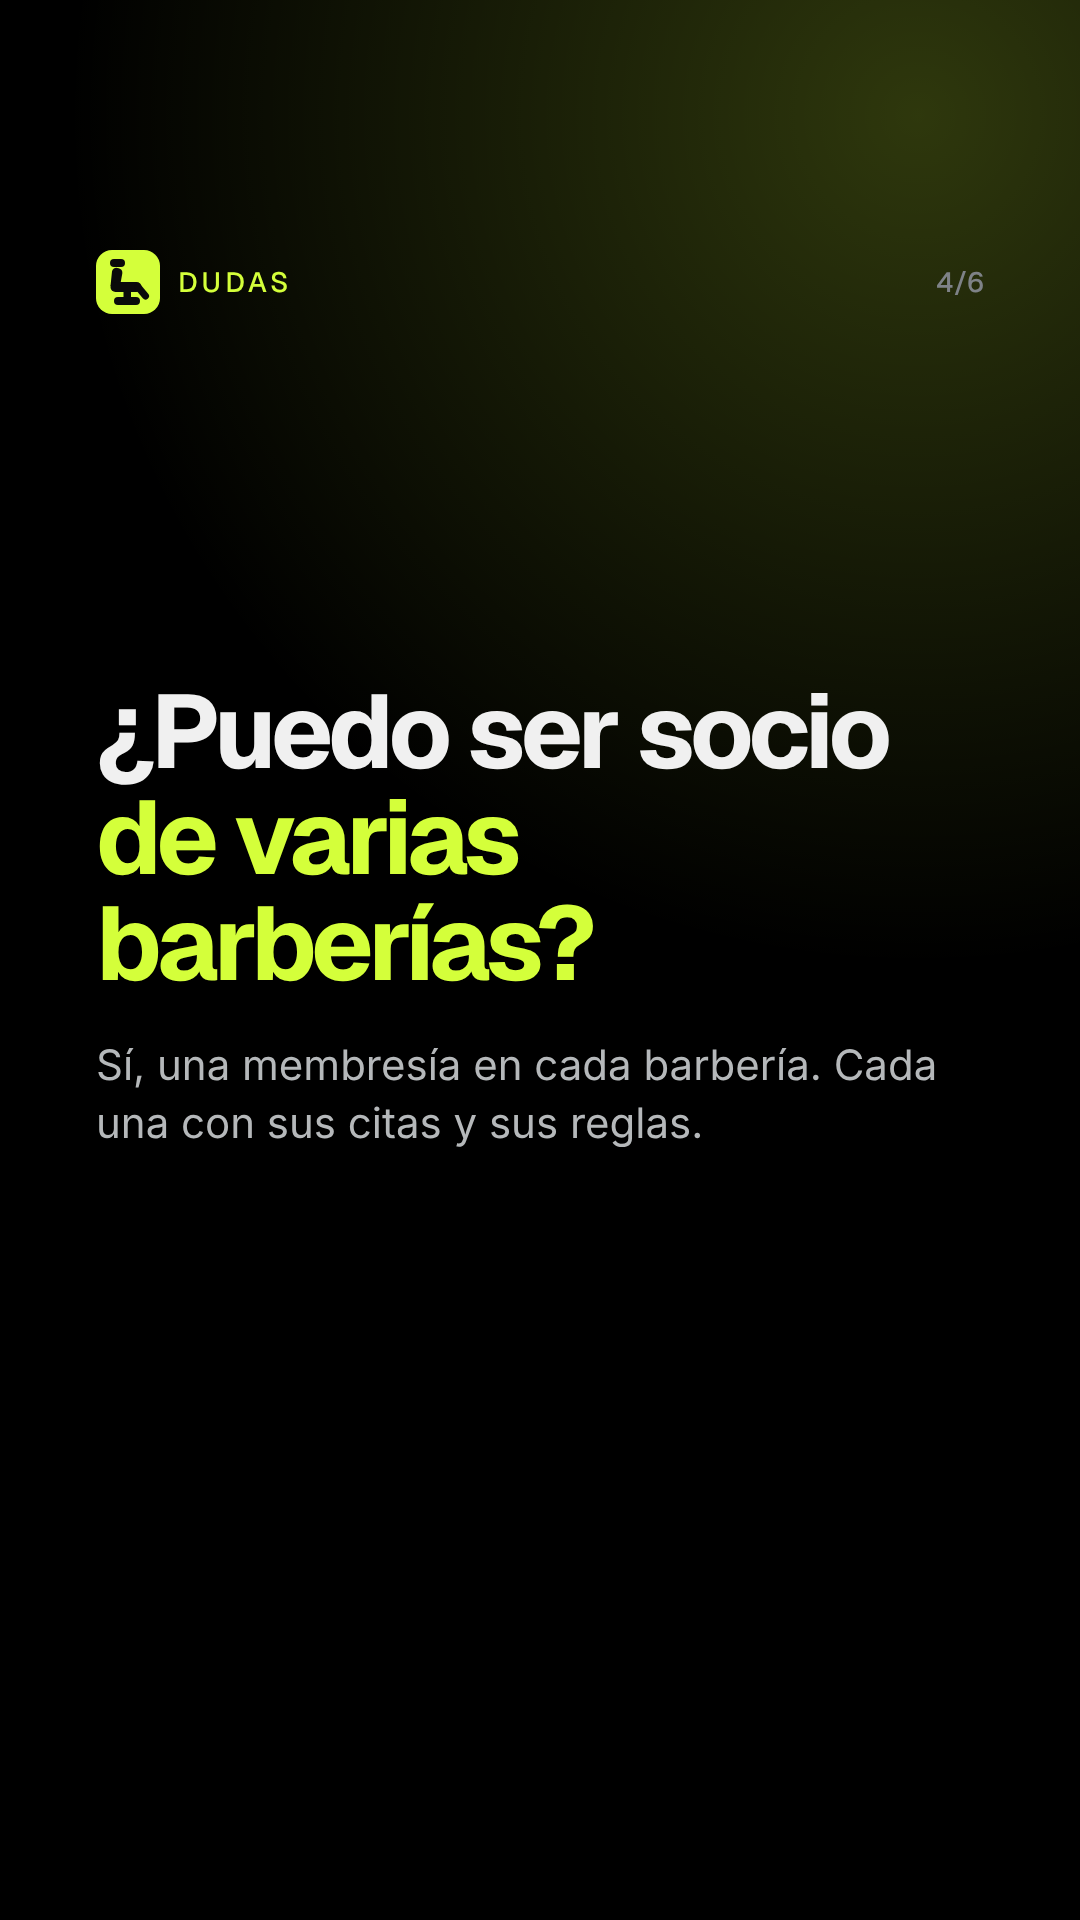 DUDAS
4/6
¿Puedo ser socio
de varias
barberías?
Sí, una membresía en cada barbería. Cada
una con sus citas y sus reglas.